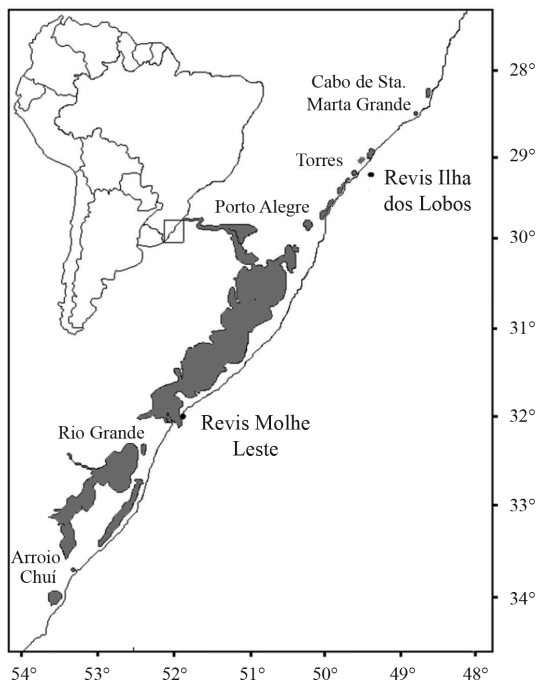 28°
Cabo de Sta.
Marta Grande
29°
Torres
Revis Ilha
dos Lobos
Porto Alegre
30°
31°
32°
Revis Molhe
Leste
Rio Grande
33°
Arroio
Chuí
34°
54°
53°
52°
51°
50°
49°
48°